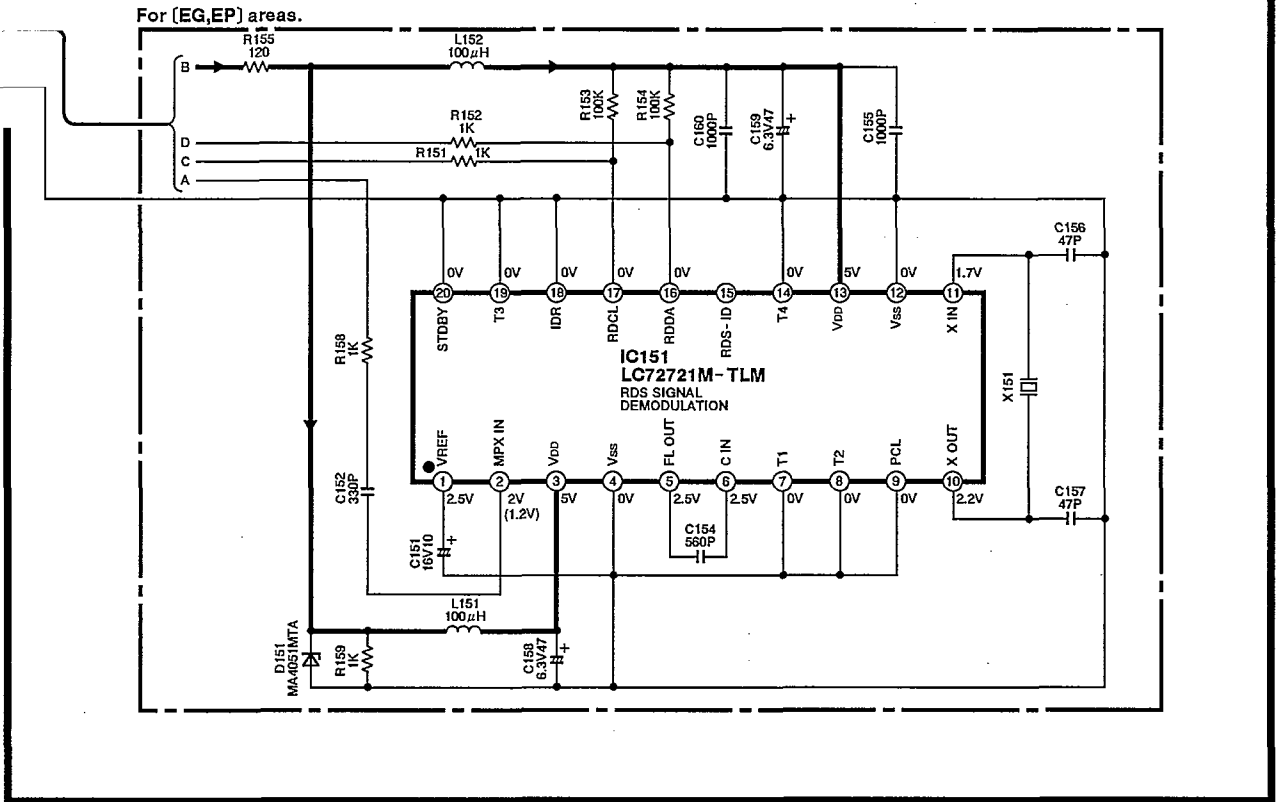 For [EG,EP] areas.
R155
120
L152
100μH
B
R153
100K
R154
100K
C160
1000P
C159
6.3V47
+
C155
1000P
R152
1K
D
R151 1K
C
A
C156
47P
0V 0V 0V 0V 0V 0V 5V 0V 1.7V
20 19 18 17 16 15 14 13 12 11
STDBY T3 IDR RDCL RDDA RDS-ID T4 VDD VSS X IN
R158
1K
IC151
LC72721M-TLM
RDS SIGNAL
DEMODULATION
X151
VREF MPX IN VDD VSS FL OUT C IN T1 T2 PCL X OUT
1 2 3 4 5 6 7 8 9 10
2.5V 2V 5V 0V 2.5V 2.5V 0V 0V 0V 2.2V
(1.2V)
C152
330P
C157
47P
C151
16V10
+
C154
560P
L151
100μH
D151
MA4051MTA
R159
1K
C158
6.3V47
+